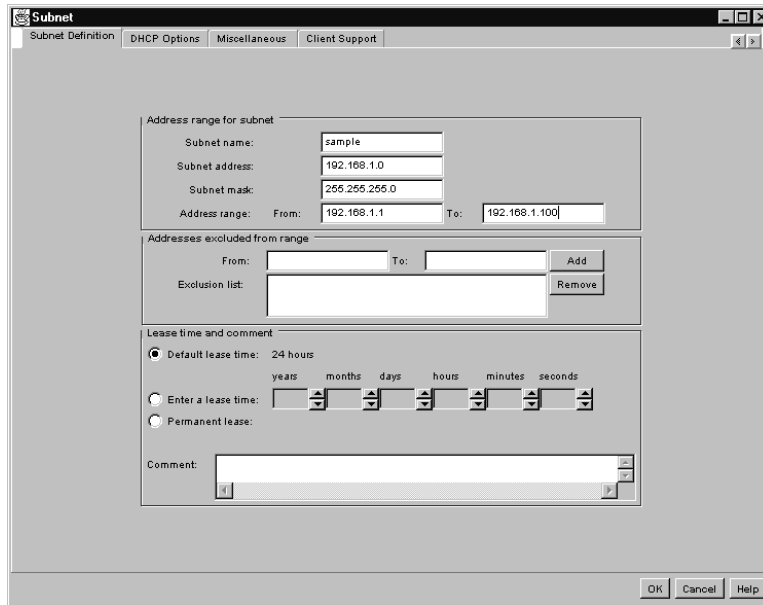 Subnet
Subnet Definition DHCP Options Miscellaneous Client Support
Address range for subnet
Subnet name: sample
Subnet address: 192.168.1.0
Subnet mask: 255.255.255.0
Address range: From: 192.168.1.1 To: 192.168.1.100
Addresses excluded from range
From: To: Add
Exclusion list: Remove
Lease time and comment
Default lease time: 24 hours
years months days hours minutes seconds
Enter a lease time:
Permanent lease:
Comment:
OK Cancel Help